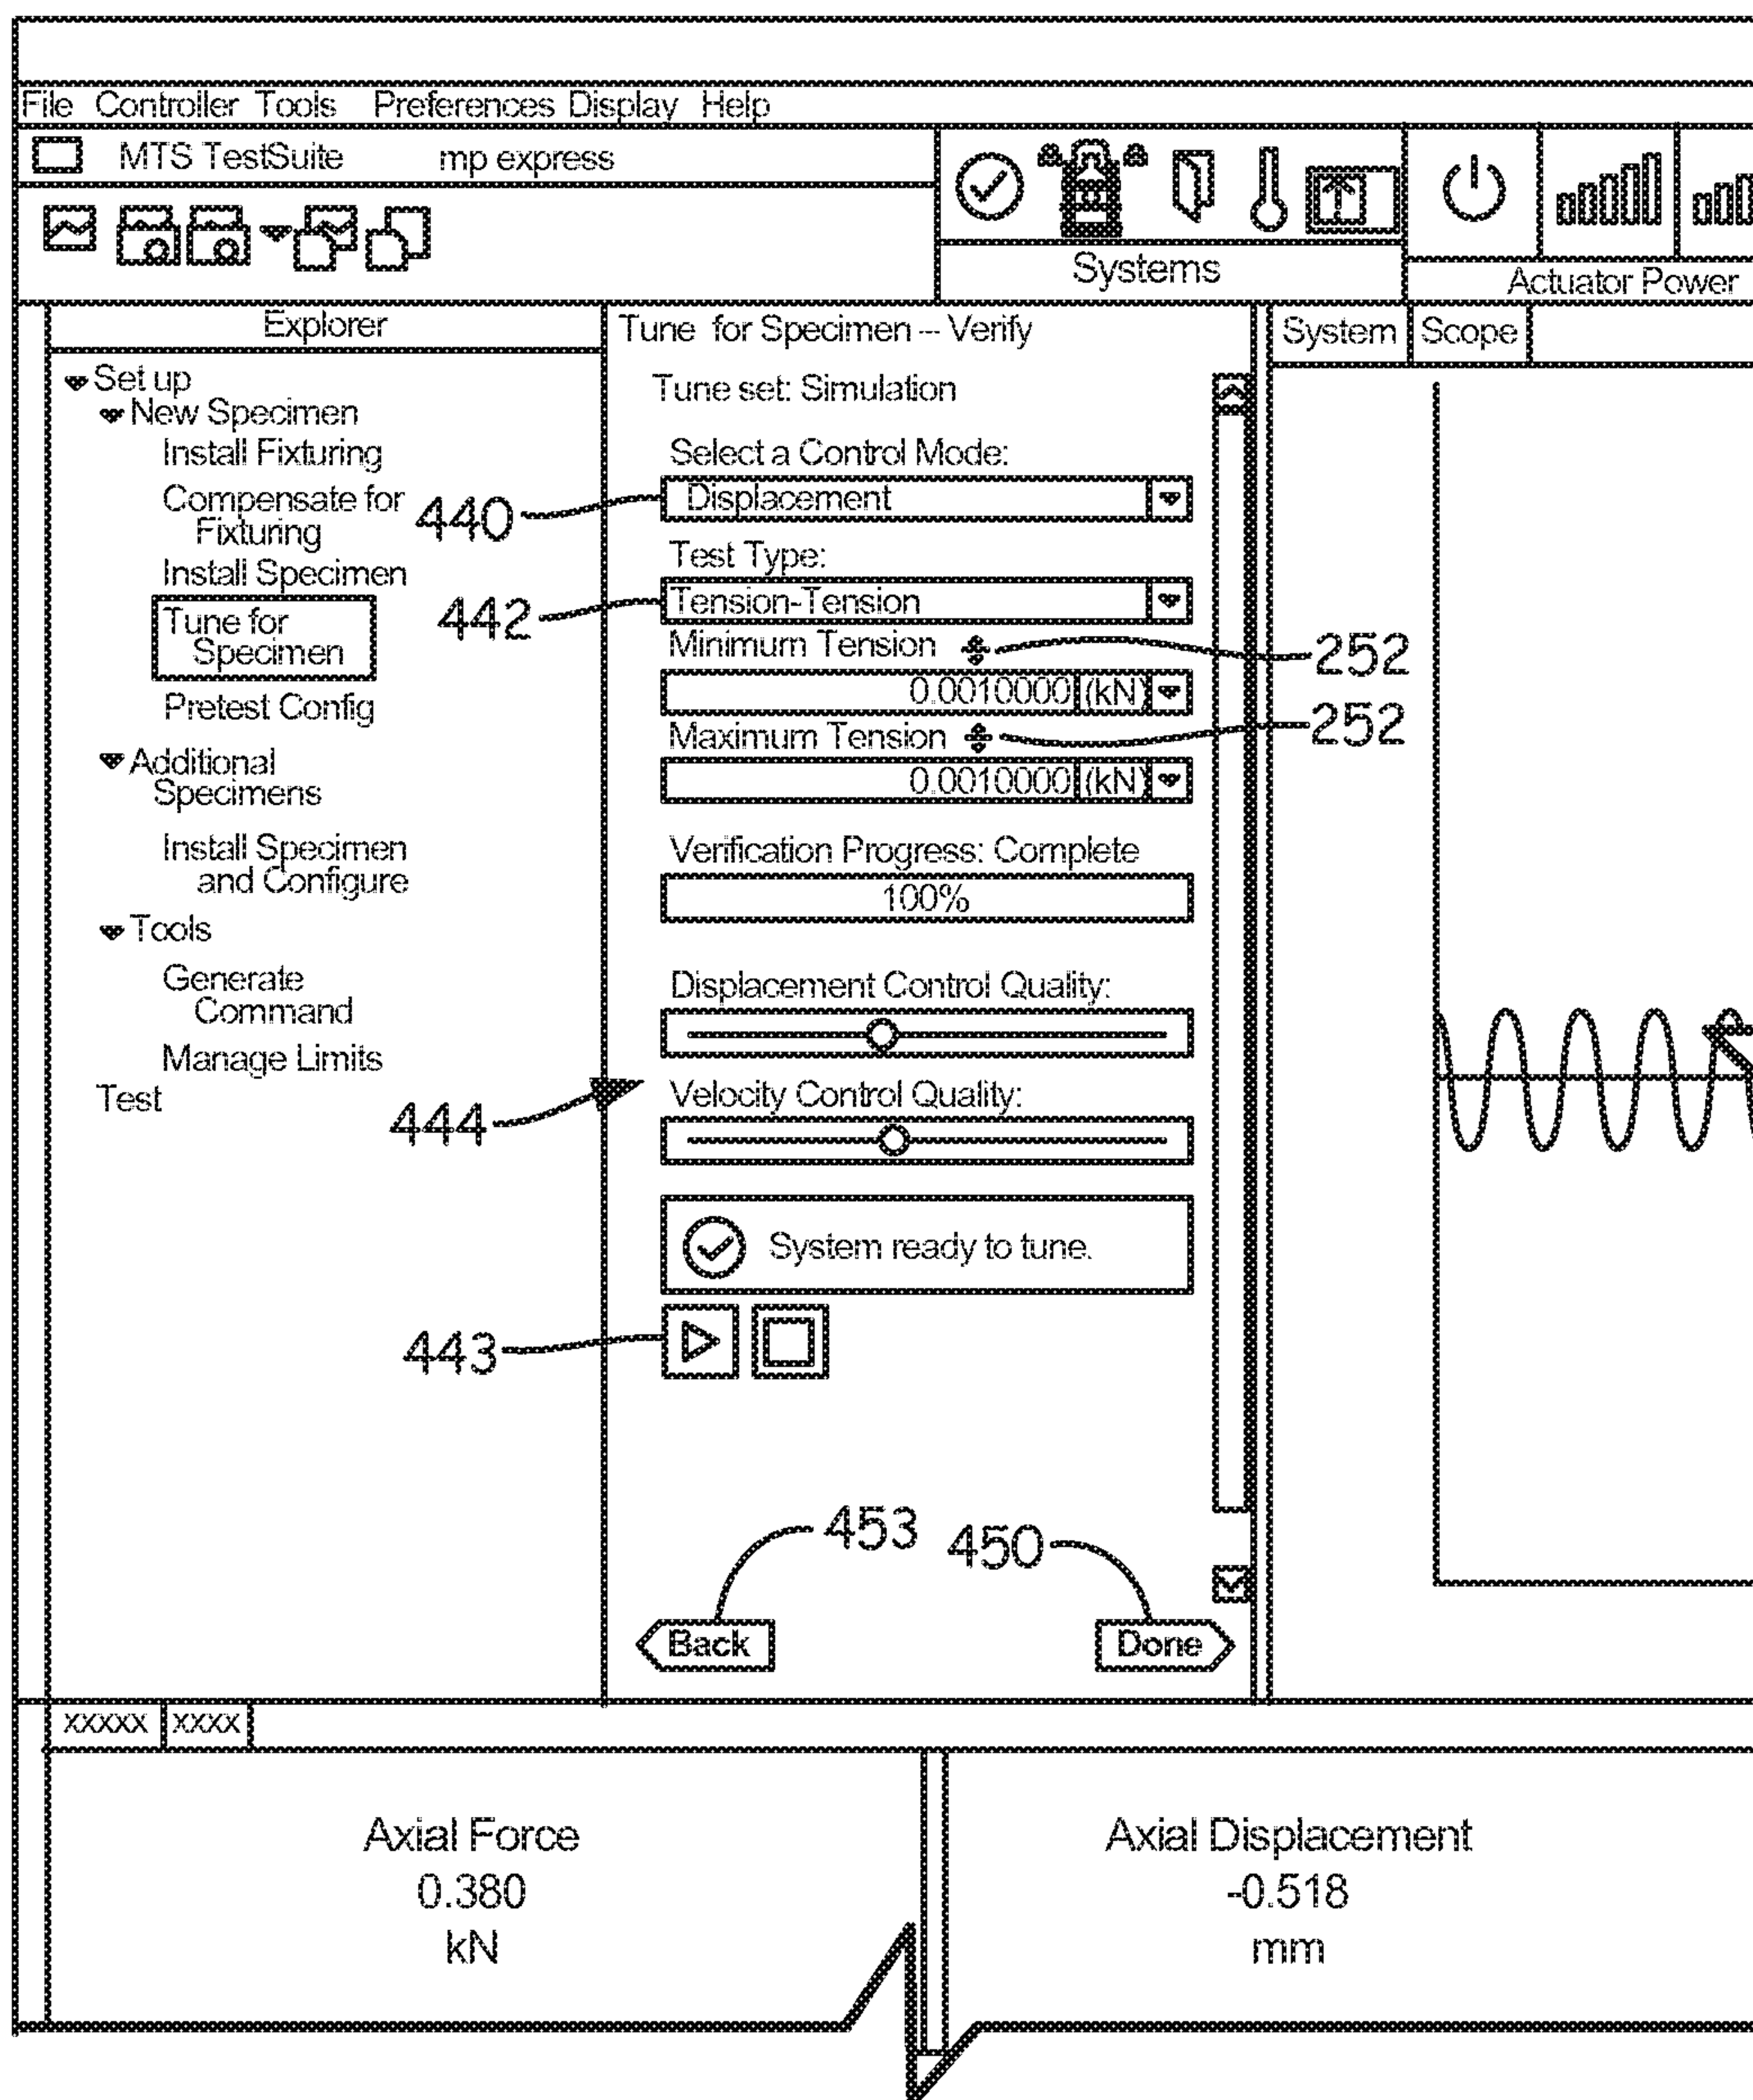 File Controller Tools Preferences Display Help
MTS TestSuite mp express
Systems
Actuator Power
Explorer
Set up
New Specimen
Install Fixturing
Compensate for
Fixturing
Install Specimen
Tune for
Specimen
Pretest Config
Additional
Specimens
Install Specimen
and Configure
Tools
Generate
Command
Manage Limits
Test
Tune for Specimen -- Verify
Tune set: Simulation
Select a Control Mode:
440
Displacement
Test Type:
442
Tension-Tension
Minimum Tension
252
0.0010000 (kN)
Maximum Tension
252
0.0010000 (kN)
Verification Progress: Complete
100%
Displacement Control Quality:
444
Velocity Control Quality:
System ready to tune.
443
453
450
Back
Done
System
Scope
xxxxx xxxx
Axial Force
0.380
kN
Axial Displacement
-0.518
mm